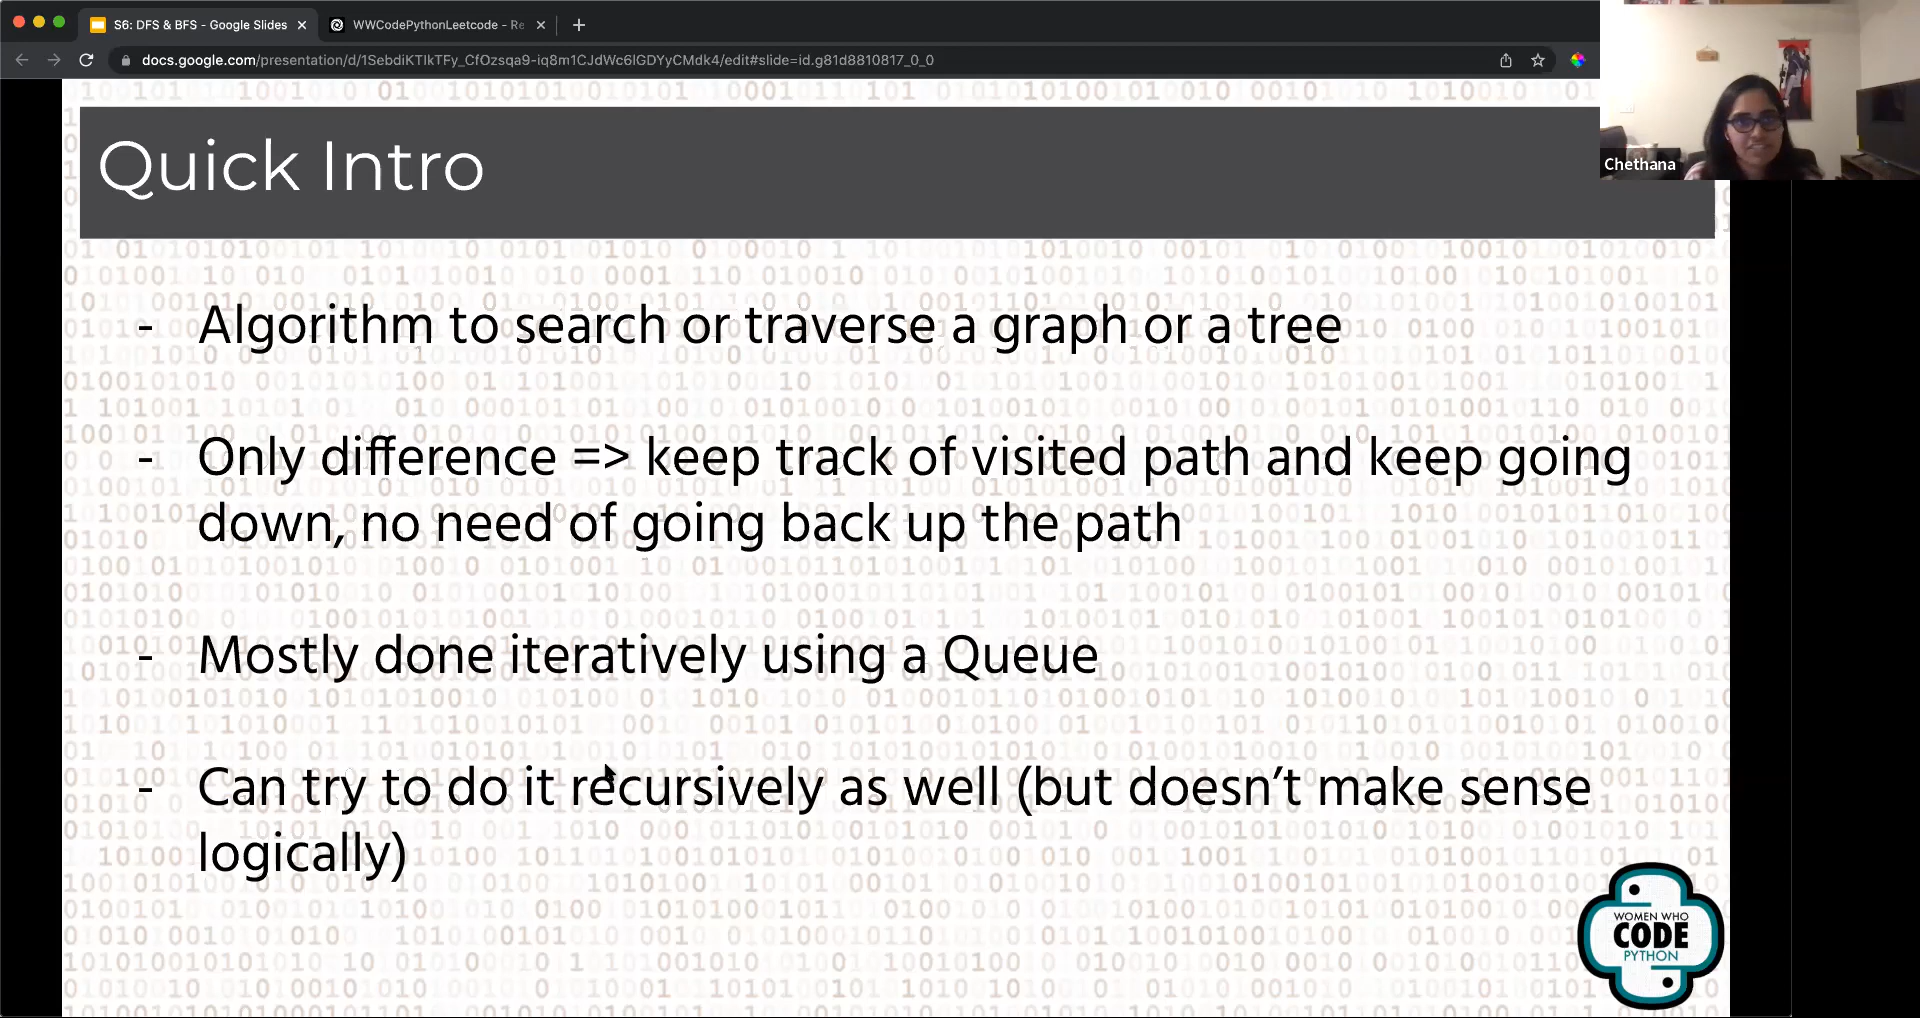 S6: DFS & BFS - Google Slides
WWCodePythonLeetcode - Re
docs.google.com/presentation/d/1SebdiKTIkTFy_CfOzsqa9-iq8m1CJdWc6IGDYyCMdk4/edit#slide=id.g81d8810817_0_0
Chethana
Quick Intro
- Algorithm to search or traverse a graph or a tree
- Only difference => keep track of visited path and keep going
down, no need of going back up the path
- Mostly done iteratively using a Queue
- Can try to do it recursively as well (but doesn't make sense
logically)
WOMEN WHO
CODE
PYTHON